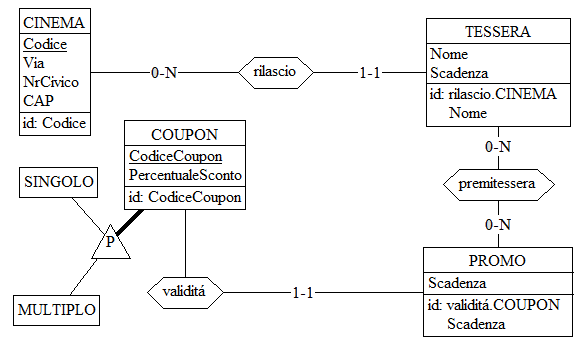 CINEMA
Codice
Via
NrCivico
CAP
id: Codice
0-N
rilascio
1-1
TESSERA
Nome
Scadenza
id: rilascio.CINEMA
Nome
0-N
premitessera
0-N
COUPON
CodiceCoupon
PercentualeSconto
id: CodiceCoupon
SINGOLO
P
MULTIPLO
validitá
1-1
PROMO
Scadenza
id: validitá.COUPON
Scadenza